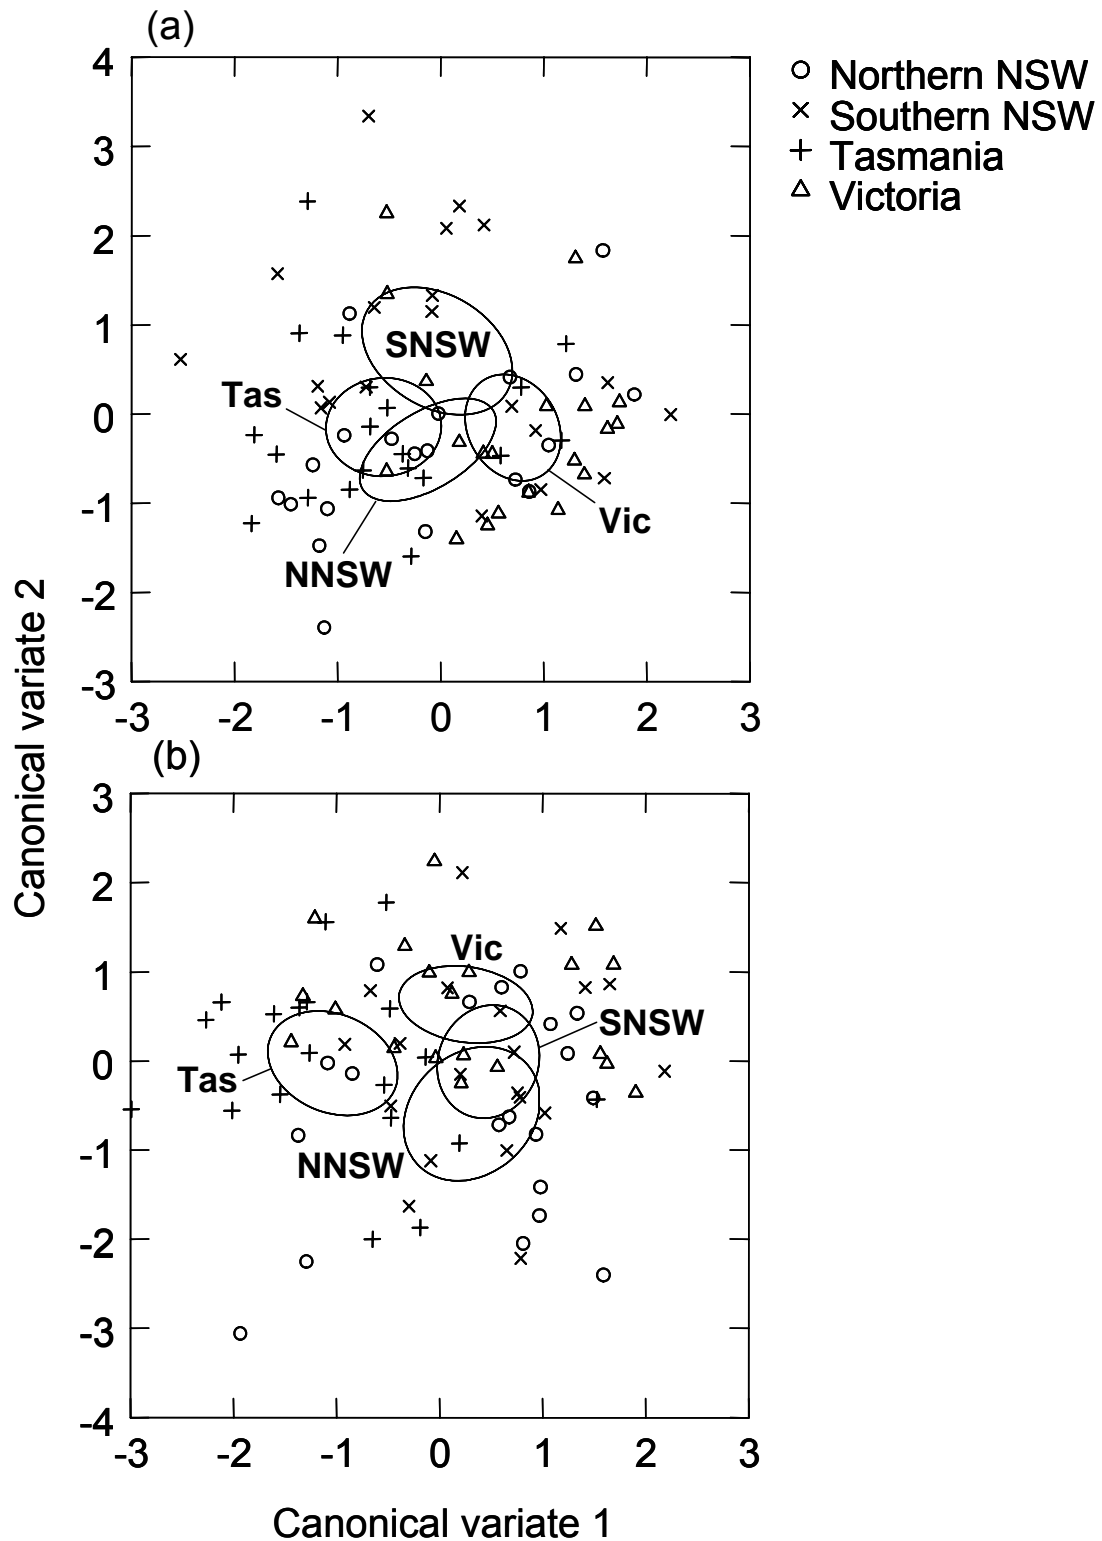 (a)
4
3
2
1
0
-1
-2
-3
-3 -2 -1 0 1 2 3
Northern NSW
Southern NSW
Tasmania
Victoria
SNSW
Tas
Vic
NNSW
Canonical variate 2
(b)
3
2
1
0
-1
-2
-3
-4
-3 -2 -1 0 1 2 3
Vic
SNSW
Tas
NNSW
Canonical variate 1